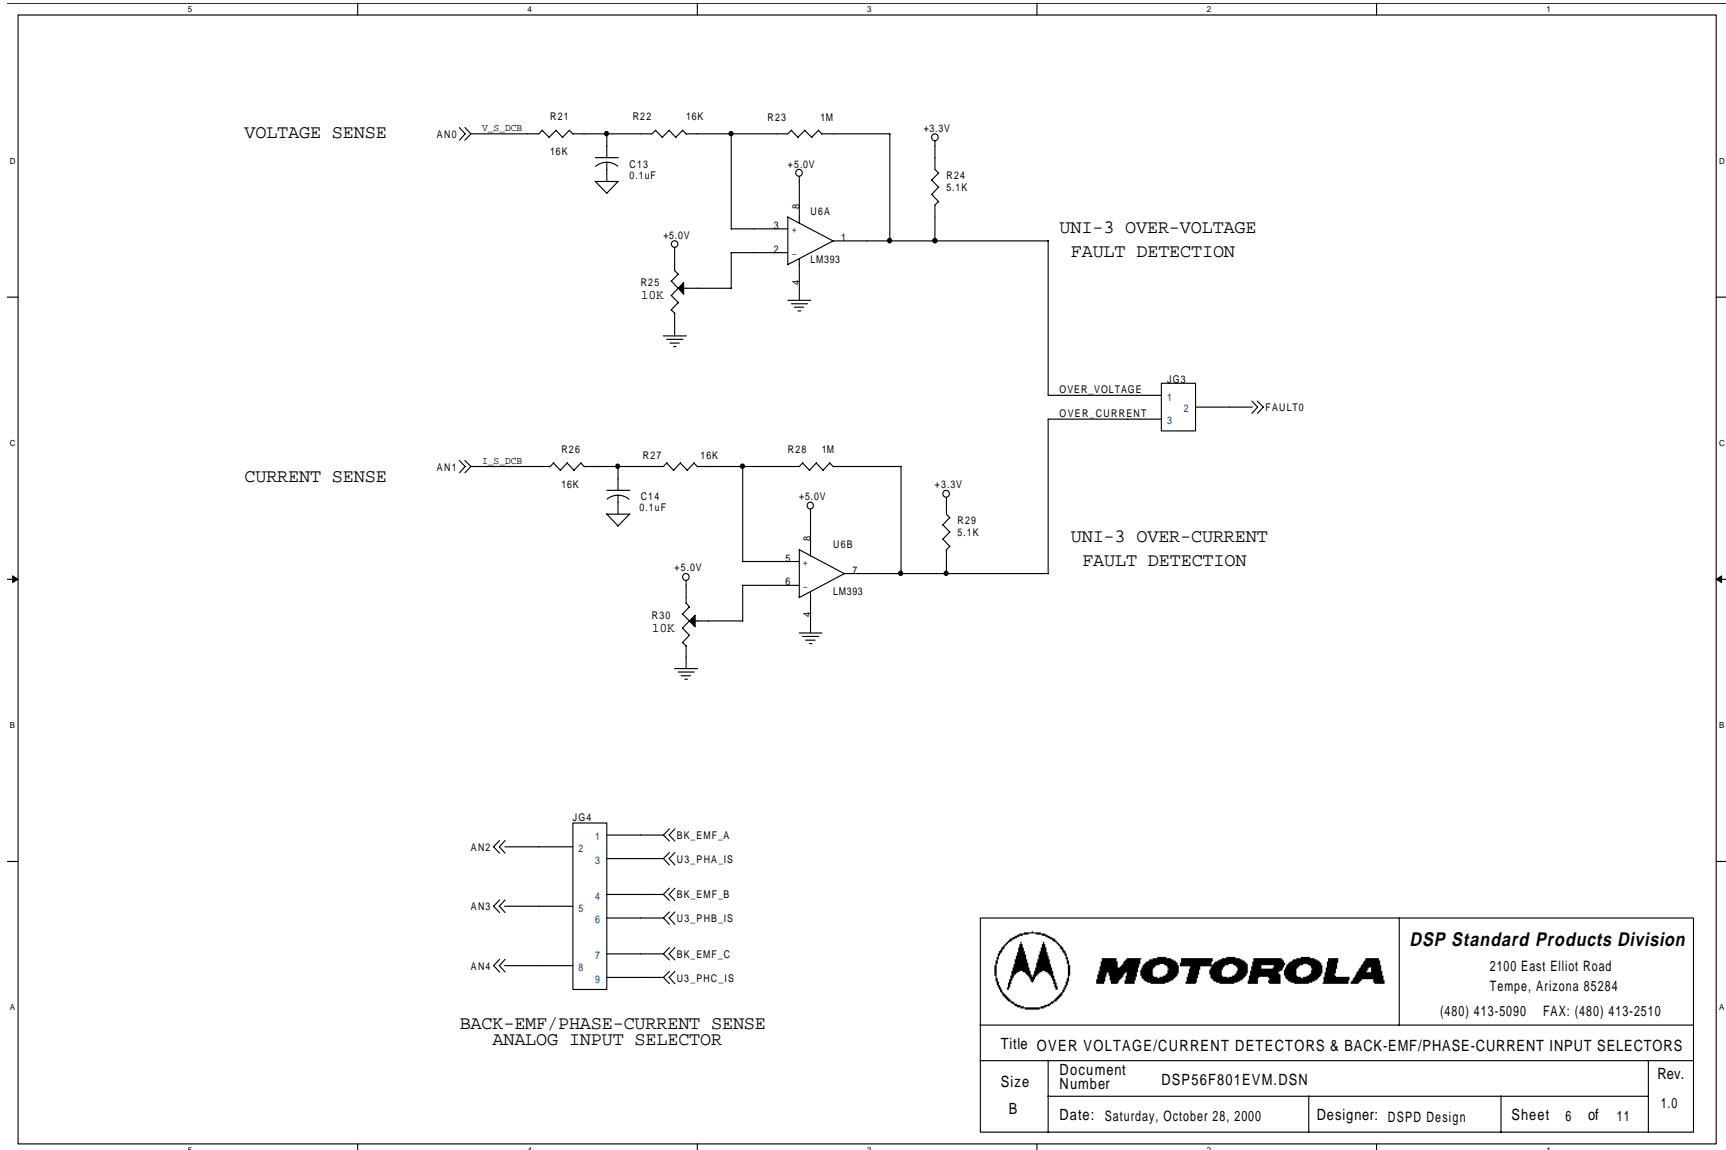 5 4 3 2 1
D D
C C
B B
A A
VOLTAGE SENSE
AN0
V_S_DCB
R21
16K
R22 16K
R23 1M
C13
0.1uF
+5.0V
8
U6A
3
+
2
-
1
LM393
4
+5.0V
R25
10K
+3.3V
R24
5.1K
UNI-3 OVER-VOLTAGE
FAULT DETECTION
OVER_VOLTAGE
OVER_CURRENT
JG3
1
2
3
FAULT0
CURRENT SENSE
AN1
I_S_DCB
R26
16K
R27 16K
R28 1M
C14
0.1uF
+5.0V
8
U6B
5
+
6
-
7
LM393
4
+5.0V
R30
10K
+3.3V
R29
5.1K
UNI-3 OVER-CURRENT
FAULT DETECTION
JG4
AN2 2 1 BK_EMF_A
3 U3_PHA_IS
AN3 5 4 BK_EMF_B
6 U3_PHB_IS
AN4 8 7 BK_EMF_C
9 U3_PHC_IS
BACK-EMF/PHASE-CURRENT SENSE
ANALOG INPUT SELECTOR
MOTOROLA
DSP Standard Products Division
2100 East Elliot Road
Tempe, Arizona 85284
(480) 413-5090 FAX: (480) 413-2510
Title OVER VOLTAGE/CURRENT DETECTORS & BACK-EMF/PHASE-CURRENT INPUT SELECTORS
Size
B
Document
Number DSP56F801EVM.DSN
Rev.
1.0
Date: Saturday, October 28, 2000
Designer: DSPD Design
Sheet 6 of 11
5 4 3 2 1